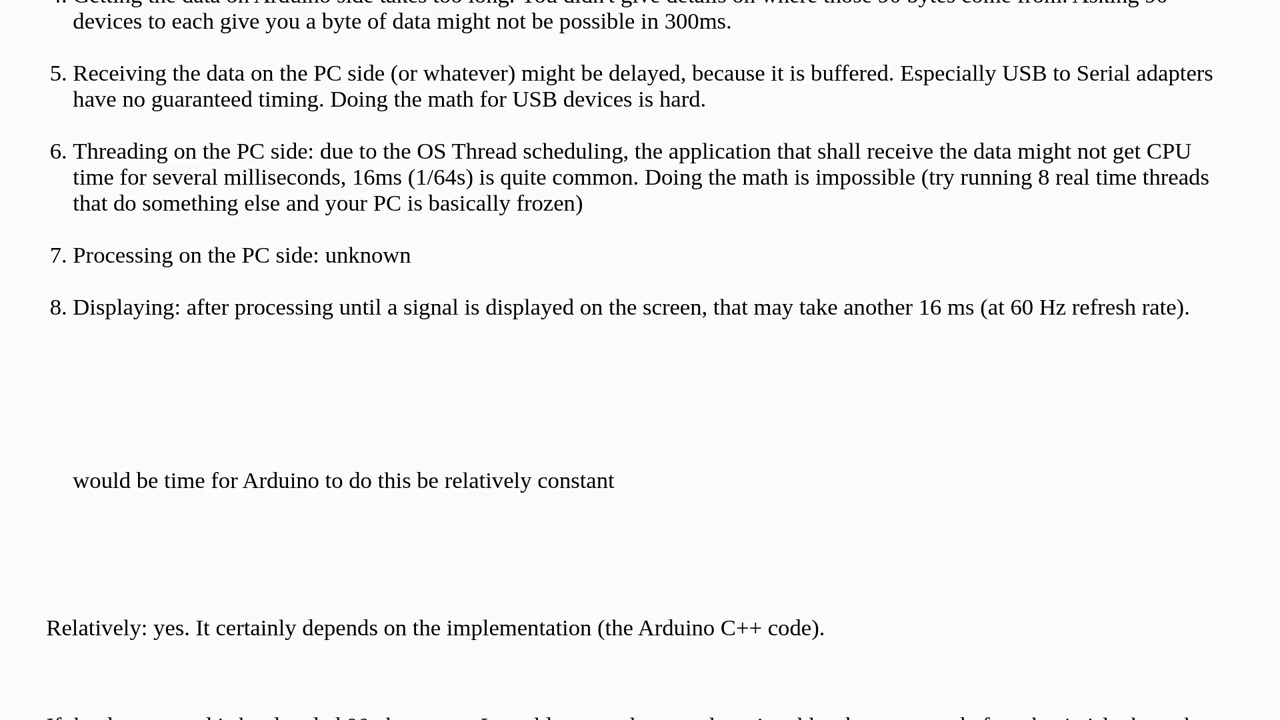 4. Getting the data on Arduino side takes too long. You didn't give details on where those 90 bytes come from. Asking 90
devices to each give you a byte of data might not be possible in 300ms.
5. Receiving the data on the PC side (or whatever) might be delayed, because it is buffered. Especially USB to Serial adapters
have no guaranteed timing. Doing the math for USB devices is hard.
6. Threading on the PC side: due to the OS Thread scheduling, the application that shall receive the data might not get CPU
time for several milliseconds, 16ms (1/64s) is quite common. Doing the math is impossible (try running 8 real time threads
that do something else and your PC is basically frozen)
7. Processing on the PC side: unknown
8. Displaying: after processing until a signal is displayed on the screen, that may take another 16 ms (at 60 Hz refresh rate).
would be time for Arduino to do this be relatively constant
Relatively: yes. It certainly depends on the implementation (the Arduino C++ code).